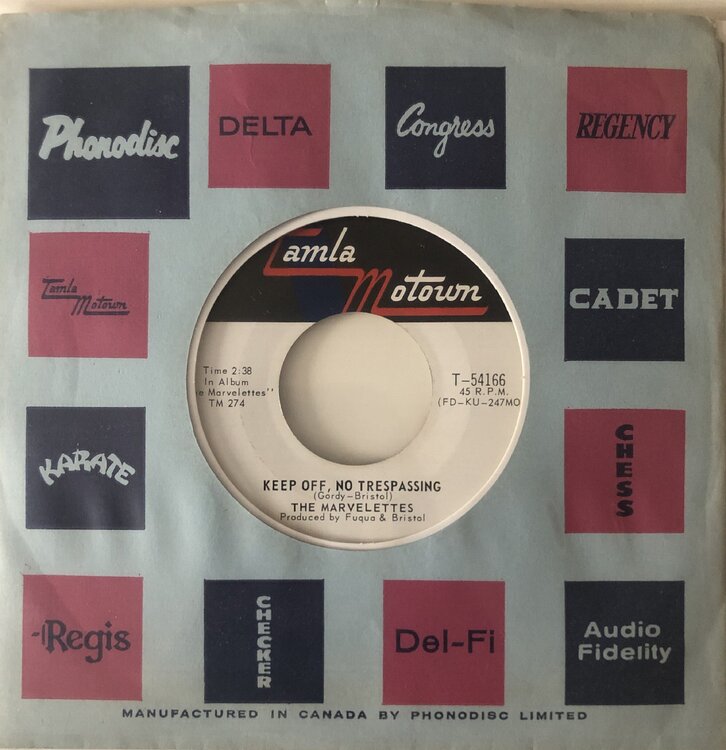 Phonodisc
DELTA
Congress
REGENCY
Tamla
Motown
CADET
KARATE
CHESS
Regis
CHECKER
Del-Fi
Audio
Fidelity
Tamla
Motown
Time 2:38
In Album
e Marvelettes"
TM 274
T-54166
45 R.P.M.
(FD-KU-247MO
KEEP OFF, NO TRESPASSING
(Gordy-Bristol)
THE MARVELETTES
Produced by Fuqua & Bristol
MANUFACTURED IN CANADA BY PHONODISC LIMITED